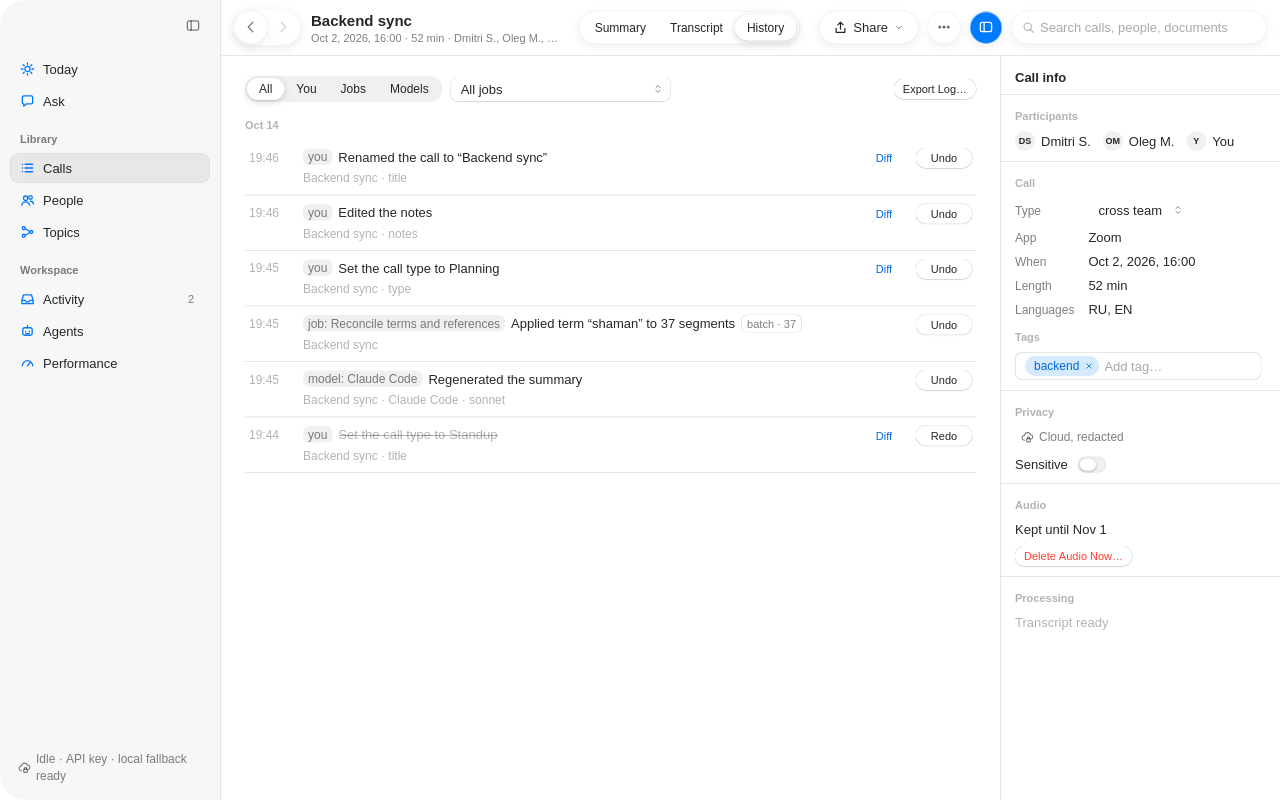 Today
Ask
Library
Calls
People
Topics
Workspace
Activity 2
Agents
Performance
Idle · API key · local fallback
ready
Backend sync
Oct 2, 2026, 16:00 · 52 min · Dmitri S., Oleg M., …
Summary Transcript History
Share
Search calls, people, documents
All You Jobs Models
All jobs
Export Log…
Oct 14
19:46 you Renamed the call to “Backend sync” Diff Undo
Backend sync · title
19:46 you Edited the notes Diff Undo
Backend sync · notes
19:45 you Set the call type to Planning Diff Undo
Backend sync · type
19:45 job: Reconcile terms and references Applied term “shaman” to 37 segments batch · 37 Undo
Backend sync
19:45 model: Claude Code Regenerated the summary Undo
Backend sync · Claude Code · sonnet
19:44 you Set the call type to Standup Diff Redo
Backend sync · title
Call info
Participants
DS Dmitri S. OM Oleg M. Y You
Call
Type cross team
App Zoom
When Oct 2, 2026, 16:00
Length 52 min
Languages RU, EN
Tags
backend × Add tag…
Privacy
Cloud, redacted
Sensitive
Audio
Kept until Nov 1
Delete Audio Now…
Processing
Transcript ready